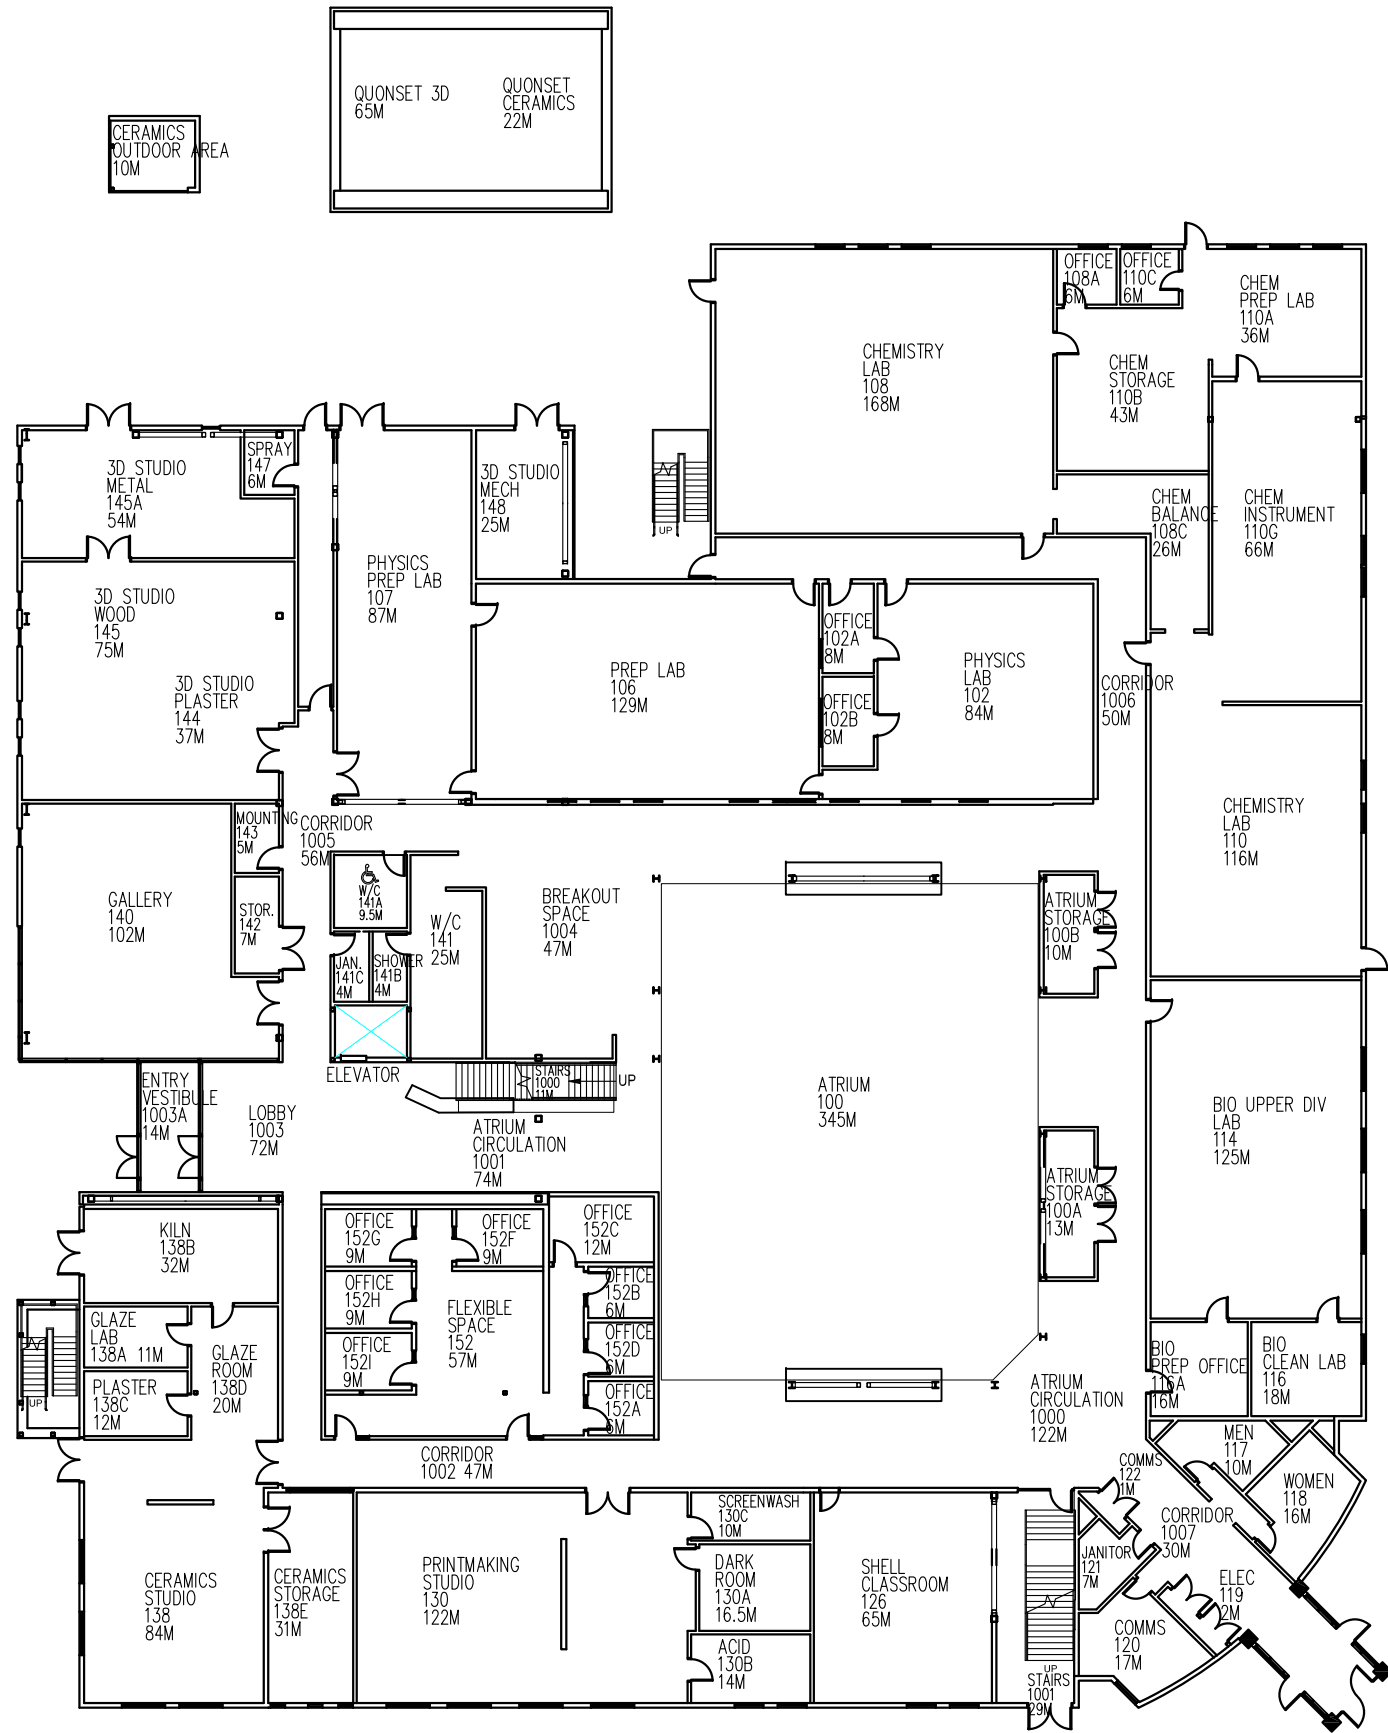 QUONSET 3D
65M
QUONSET
CERAMICS
22M
CERAMICS
OUTDOOR AREA
10M
OFFICE
108A
6M
OFFICE
110C
6M
CHEM
PREP LAB
110A
36M
CHEMISTRY
LAB
108
168M
CHEM
STORAGE
110B
43M
SPRAY
147
6M
3D STUDIO
METAL
145A
54M
3D STUDIO
MECH
148
25M
UP
CHEM
BALANCE
108C
26M
CHEM
INSTRUMENT
110G
66M
PHYSICS
PREP LAB
107
87M
3D STUDIO
WOOD
145
75M
3D STUDIO
PLASTER
144
37M
PREP LAB
106
129M
OFFICE
102A
8M
OFFICE
102B
8M
PHYSICS
LAB
102
84M
CORRIDOR
1006
50M
MOUNTING
143
5M
CORRIDOR
1005
56M
CHEMISTRY
LAB
110
116M
GALLERY
140
102M
STOR.
142
7M
W/C
141A
9.5M
W/C
141
25M
BREAKOUT
SPACE
1004
47M
ATRIUM
STORAGE
100B
10M
JAN.
141C
4M
SHOWER
141B
4M
ELEVATOR
STAIRS
1000
11M
UP
ENTRY
VESTIBULE
1003A
14M
LOBBY
1003
72M
ATRIUM
CIRCULATION
1001
74M
ATRIUM
100
345M
BIO UPPER DIV
LAB
114
125M
ATRIUM
STORAGE
100A
13M
KILN
138B
32M
OFFICE
152G
9M
OFFICE
152F
9M
OFFICE
152C
12M
OFFICE
152H
9M
FLEXIBLE
SPACE
152
57M
OFFICE
152B
6M
OFFICE
152I
9M
OFFICE
152D
6M
OFFICE
152A
6M
GLAZE
LAB
138A 11M
GLAZE
ROOM
138D
20M
PLASTER
138C
12M
UP
BIO
PREP OFFICE
116A
16M
BIO
CLEAN LAB
116
18M
ATRIUM
CIRCULATION
1000
122M
CORRIDOR
1002 47M
MEN
117
10M
COMMS
122
1M
WOMEN
118
16M
CORRIDOR
1007
30M
SCREENWASH
130C
10M
JANITOR
121
7M
CERAMICS
STUDIO
138
84M
CERAMICS
STORAGE
138E
31M
PRINTMAKING
STUDIO
130
122M
DARK
ROOM
130A
16.5M
SHELL
CLASSROOM
126
65M
ELEC
119
2M
COMMS
120
17M
ACID
130B
14M
UP
STAIRS
1001
29M